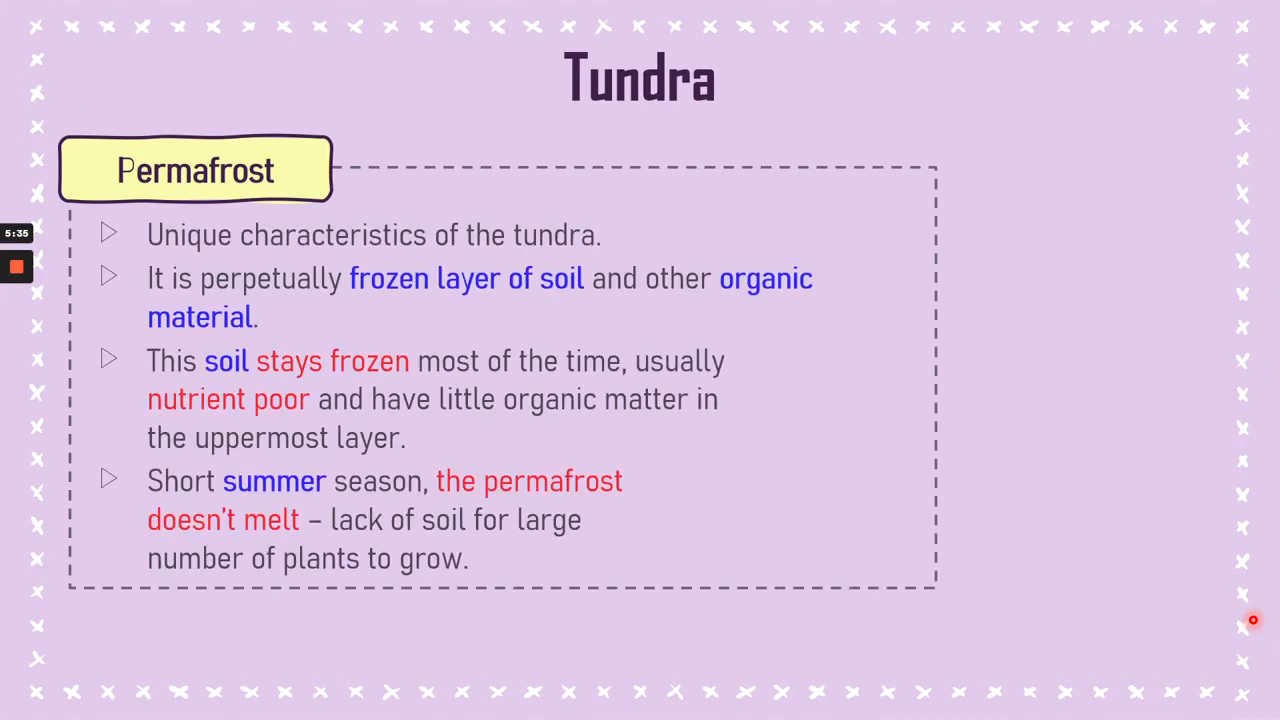 Tundra
Permafrost
Unique characteristics of the tundra.
It is perpetually frozen layer of soil and other organic
material.
This soil stays frozen most of the time, usually
nutrient poor and have little organic matter in
the uppermost layer.
Short summer season, the permafrost
doesn't melt – lack of soil for large
number of plants to grow.
5:35